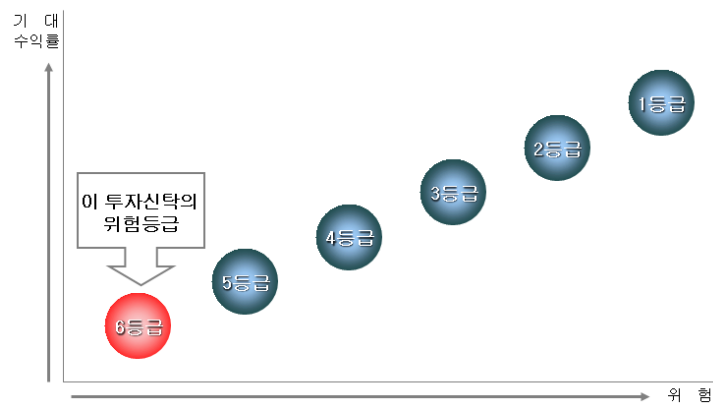 기 대
수익률
1등급
2등급
3등급
이 투자신탁의
위험등급
4등급
5등급
6등급
위 험